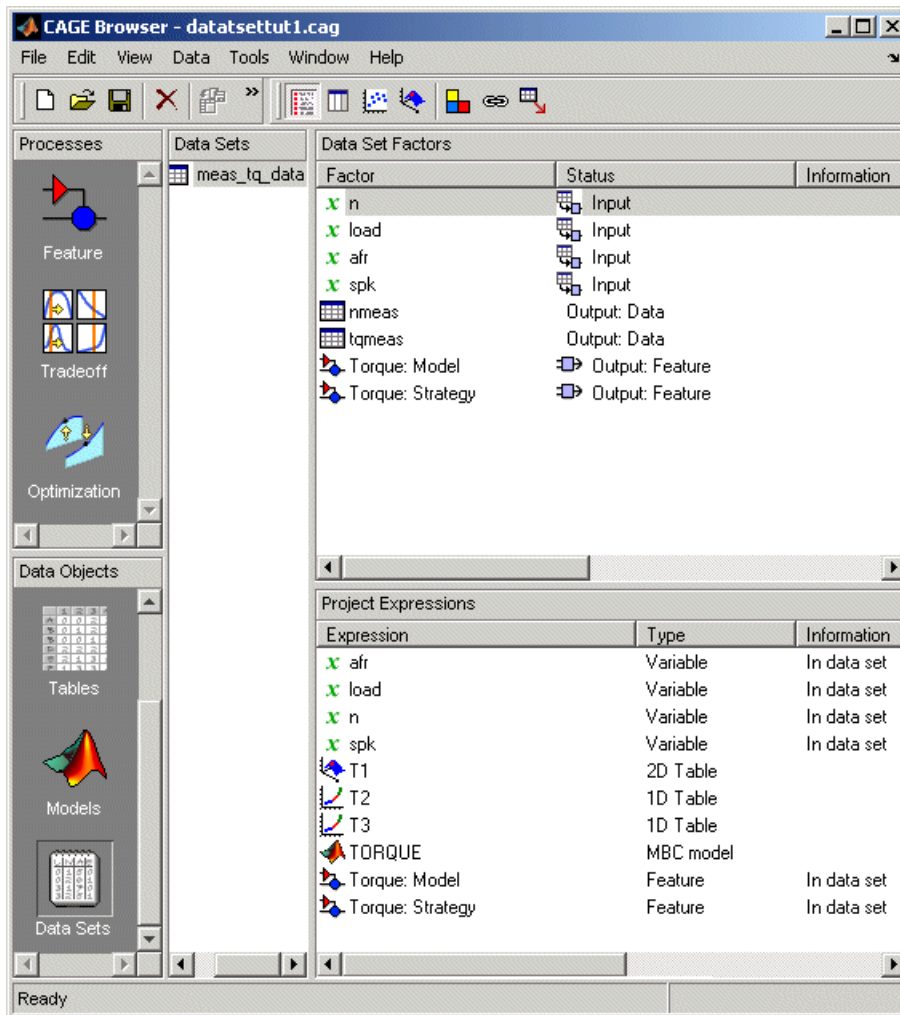 CAGE Browser - datatsettut1.cag
File Edit View Data Tools Window Help
Processes
Feature
Tradeoff
Optimization
Data Objects
Tables
Models
Data Sets
Data Sets
meas_tq_data
Data Set Factors
Factor Status Information
x n Input
x load Input
x afr Input
x spk Input
nmeas Output: Data
tqmeas Output: Data
Torque: Model Output: Feature
Torque: Strategy Output: Feature
Project Expressions
Expression Type Information
x afr Variable In data set
x load Variable In data set
x n Variable In data set
x spk Variable In data set
T1 2D Table
T2 1D Table
T3 1D Table
TORQUE MBC model
Torque: Model Feature In data set
Torque: Strategy Feature In data set
Ready